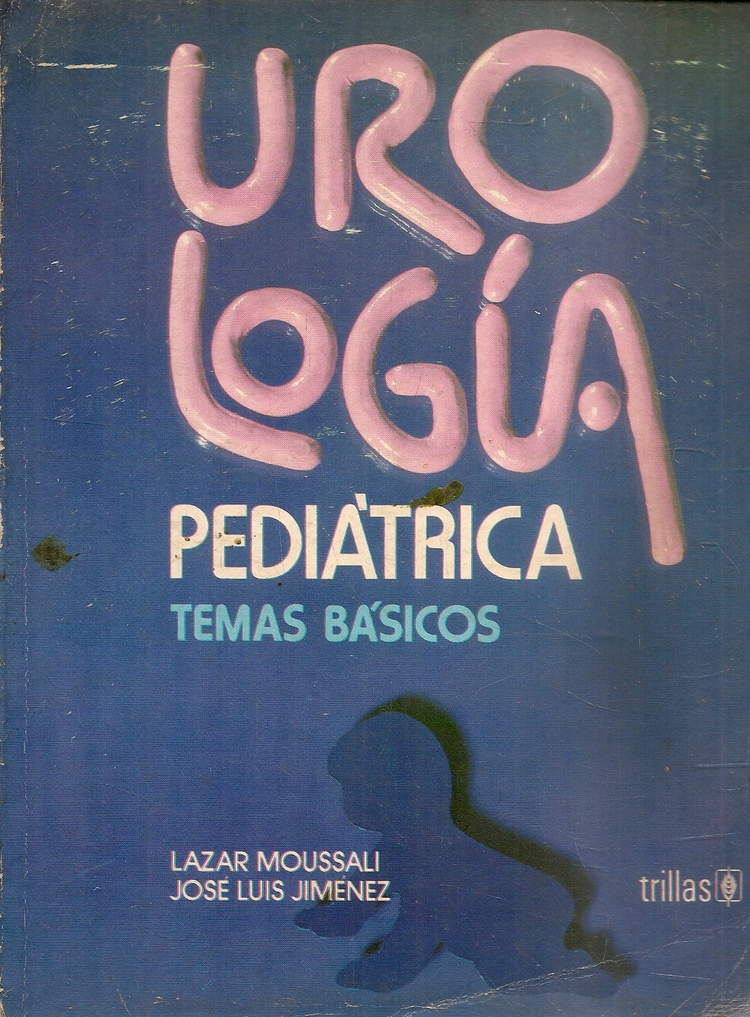 URO
LOGÍA
PEDIÁTRICA
TEMAS BÁSICOS
LAZAR MOUSSALI
JOSÉ LUIS JIMÉNEZ
trillas